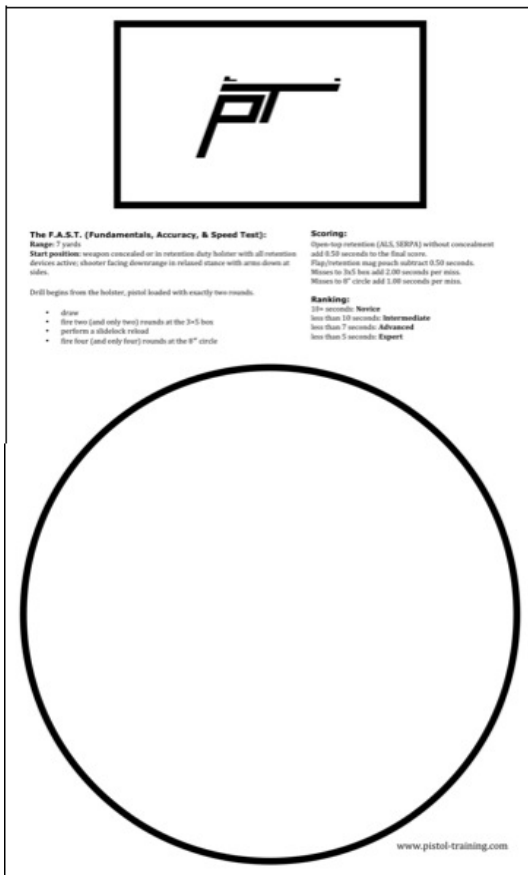 PT
The F.A.S.T. (Fundamentals, Accuracy, & Speed Test):
Range: 7 yards
Start position: weapon concealed or in retention duty holster with all retention
devices active; shooter facing downrange in relaxed stance with arms down at
sides.
Drill begins from the holster, pistol loaded with exactly two rounds.
• draw
• fire two (and only two) rounds at the 3×5 box
• perform a slidelock reload
• fire four (and only four) rounds at the 8" circle
Scoring:
Open-top retention (ALS, SERPA) without concealment
add 0.50 seconds to the final score.
Flap/retention mag pouch subtract 0.50 seconds.
Misses to 3x5 box add 2.00 seconds per miss.
Misses to 8" circle add 1.00 seconds per miss.
Ranking:
10+ seconds: Novice
less than 10 seconds: Intermediate
less than 7 seconds: Advanced
less than 5 seconds: Expert
www.pistol-training.com